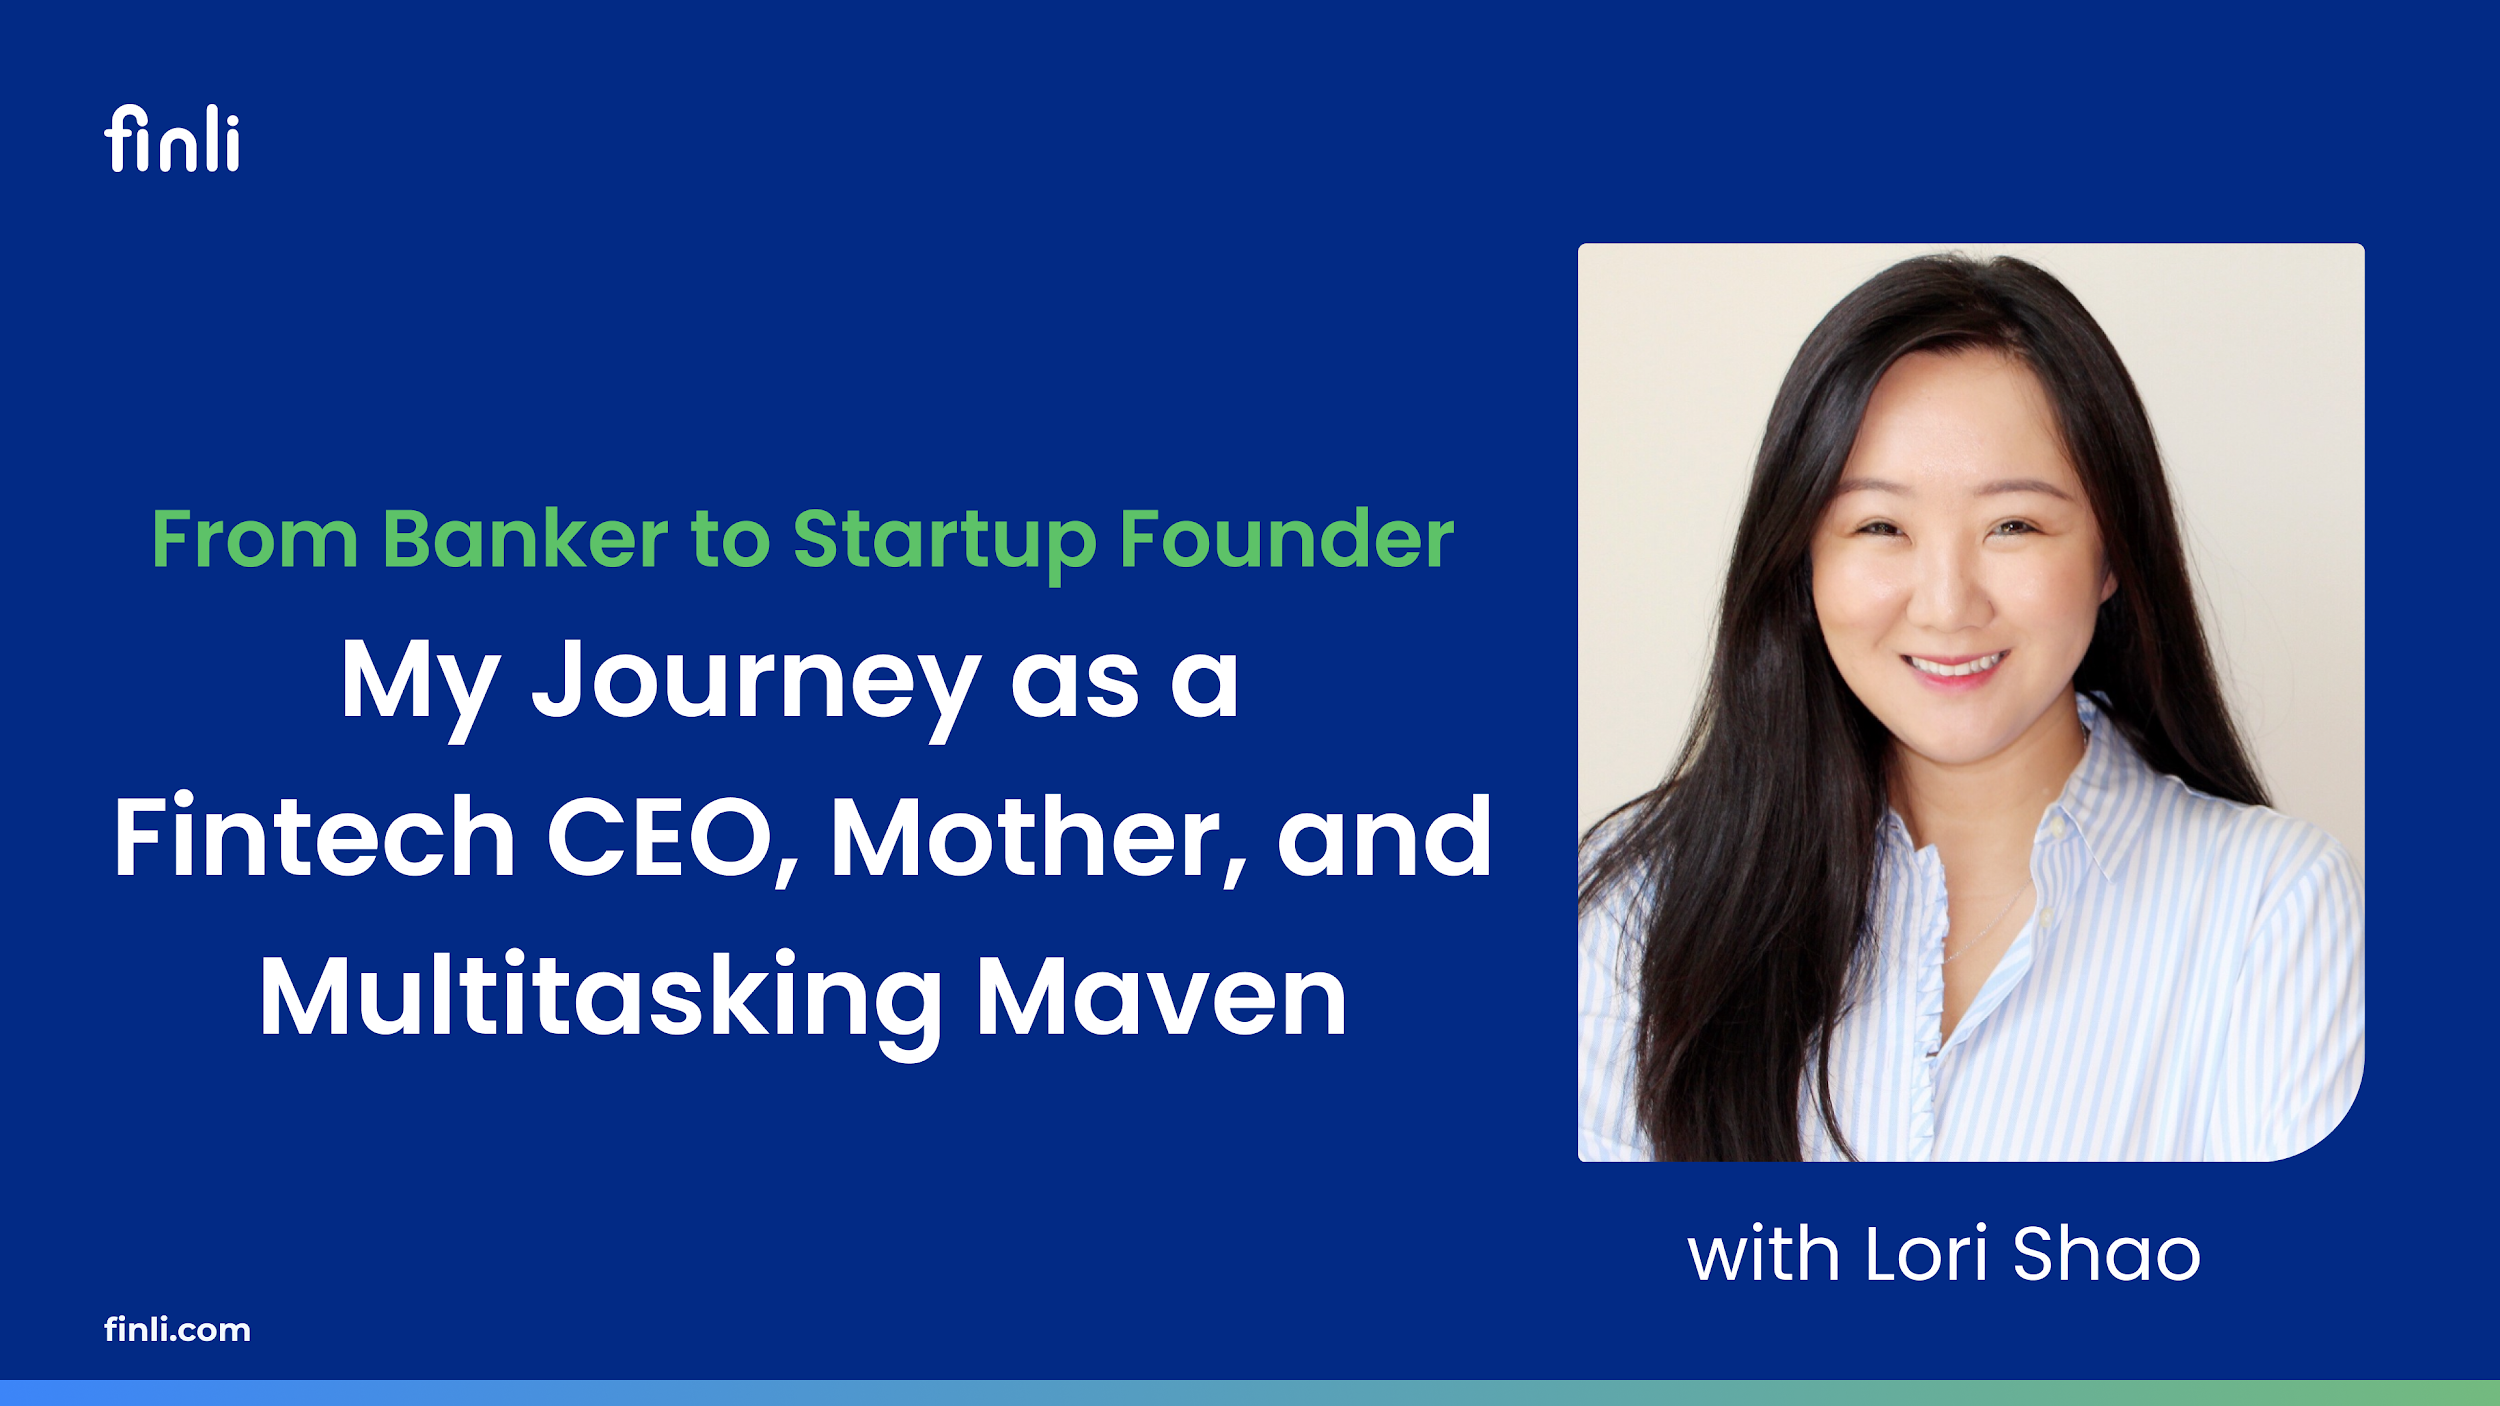 finli
From Banker to Startup Founder
My Journey as a
Fintech CEO, Mother, and
Multitasking Maven
with Lori Shao
finli.com